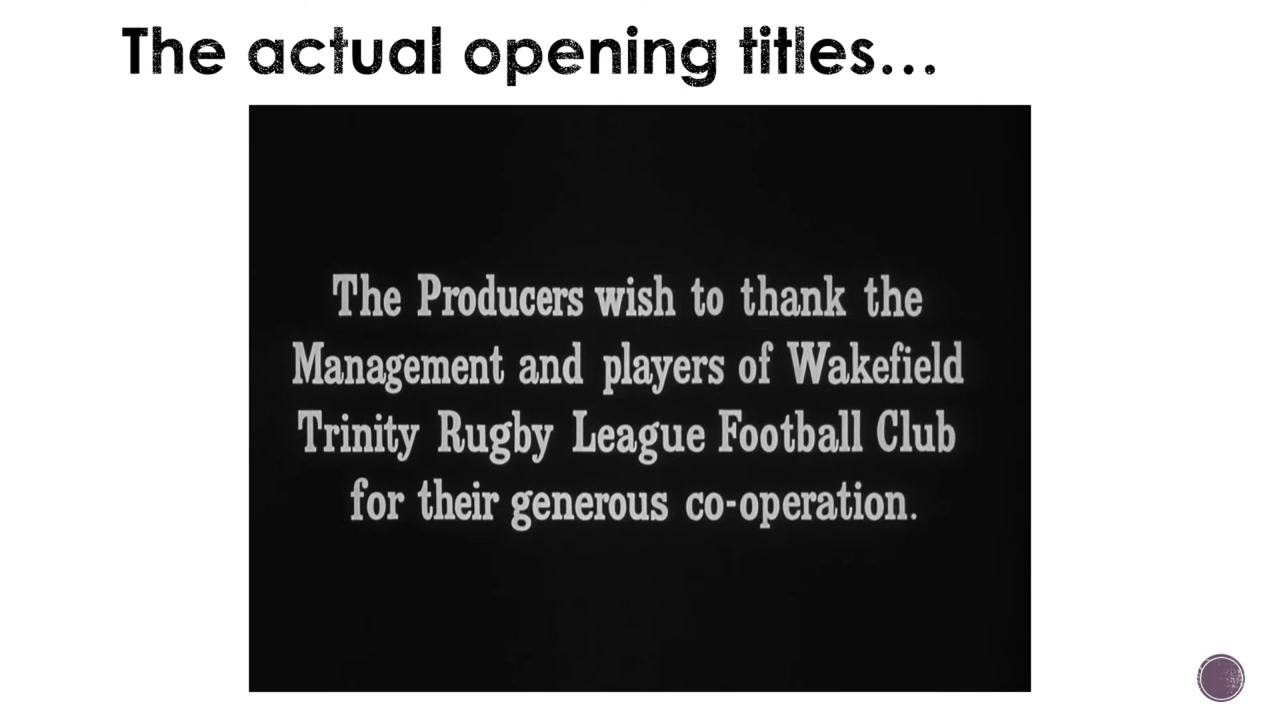 The actual opening titles...
The Producers wish to thank the
Management and players of Wakefield
Trinity Rugby League Football Club
for their generous co-operation.